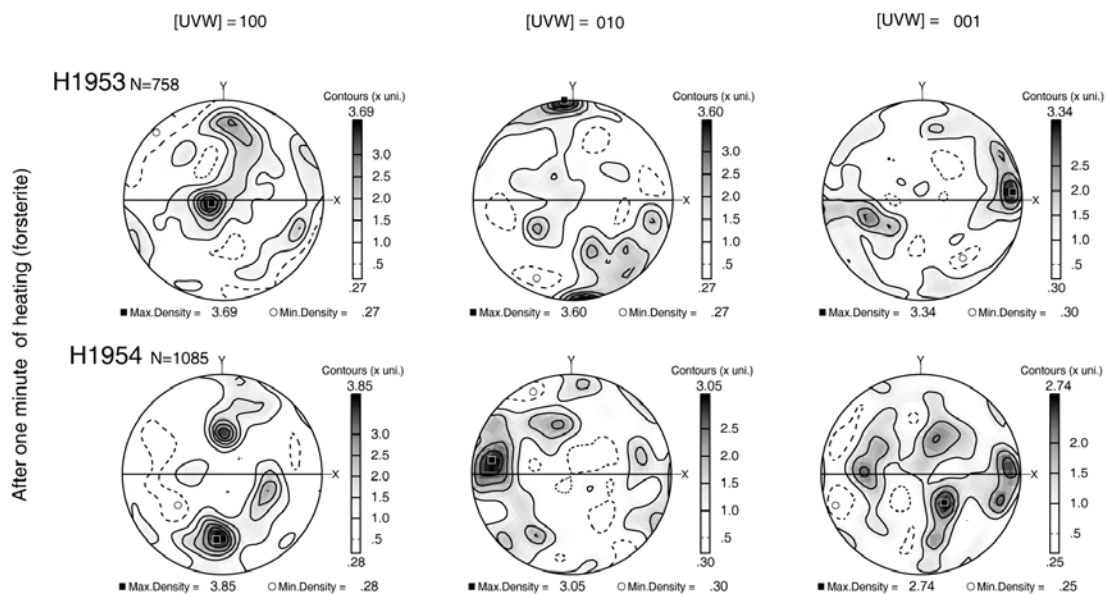 [UVW] = 100
[UVW] = 010
[UVW] = 001
After one minute of heating (forsterite)
H1953 N=758
Y
X
Contours (x uni.)
3.69
3.0
2.0
1.5
1.0
.5
.27
■ Max.Density = 3.69 ○ Min.Density = .27
Y
X
Contours (x uni.)
3.60
3.0
2.0
1.5
1.0
.5
.27
■ Max.Density = 3.60 ○ Min.Density = .27
Y
X
Contours (x uni.)
3.34
2.5
2.0
1.5
1.0
.5
.30
■ Max.Density = 3.34 ○ Min.Density = .30
H1954 N=1085
Y
X
Contours (x uni.)
3.85
3.0
2.0
1.5
1.0
.5
.28
■ Max.Density = 3.85 ○ Min.Density = .28
Y
X
Contours (x uni.)
3.05
2.5
2.0
1.5
1.0
.5
.30
■ Max.Density = 3.05 ○ Min.Density = .30
Y
X
Contours (x uni.)
2.74
2.0
1.5
1.0
.5
.25
■ Max.Density = 2.74 ○ Min.Density = .25